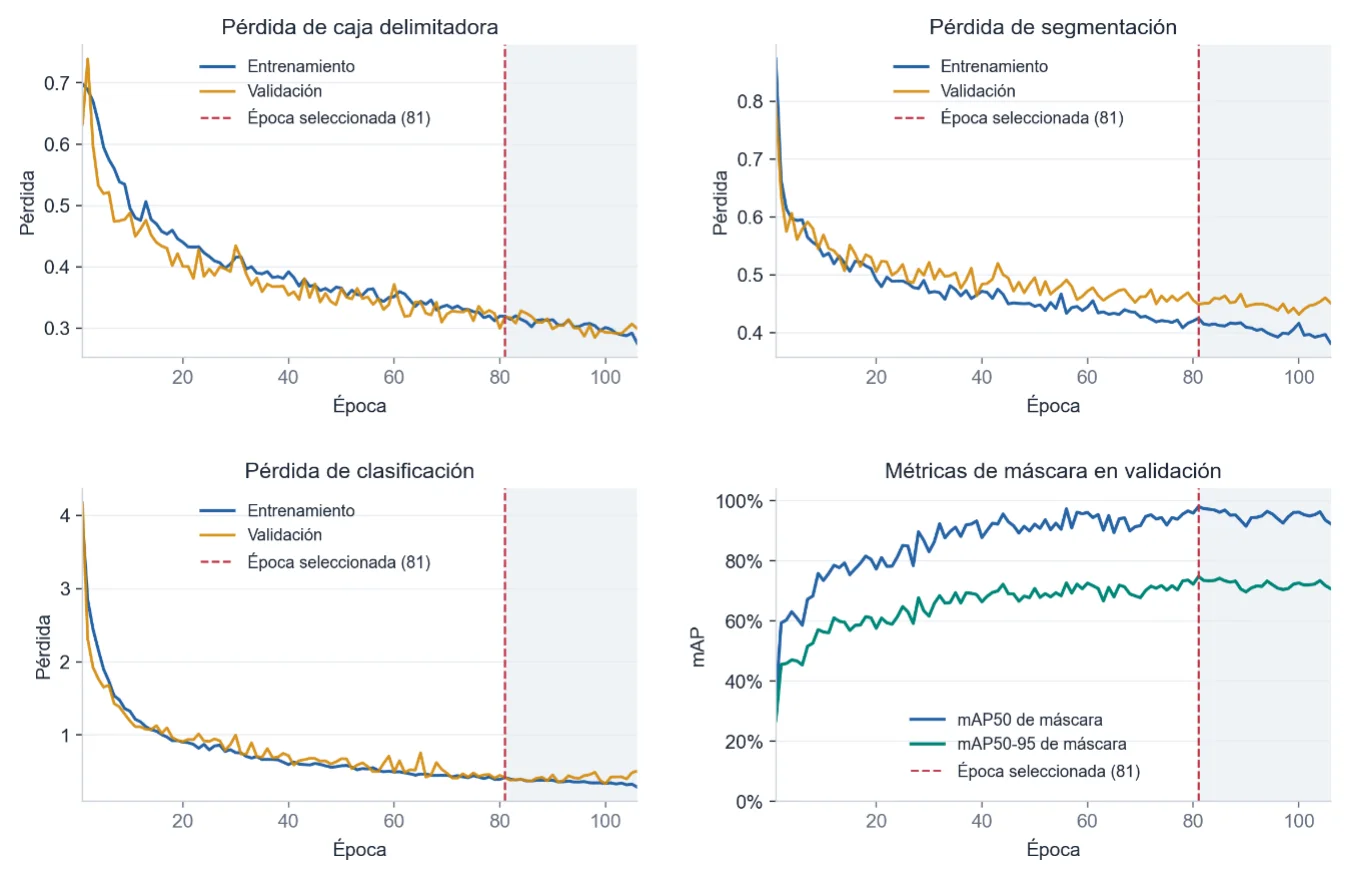 Pérdida de caja delimitadora
Entrenamiento
Validación
Época seleccionada (81)
0.7
0.6
0.5
0.4
0.3
Pérdida
20 40 60 80 100
Época
Pérdida de segmentación
Entrenamiento
Validación
Época seleccionada (81)
0.8
0.7
0.6
0.5
0.4
Pérdida
20 40 60 80 100
Época
Pérdida de clasificación
Entrenamiento
Validación
Época seleccionada (81)
4
3
2
1
Pérdida
20 40 60 80 100
Época
Métricas de máscara en validación
100%
80%
60%
40%
20%
0%
mAP
mAP50 de máscara
mAP50-95 de máscara
Época seleccionada (81)
20 40 60 80 100
Época